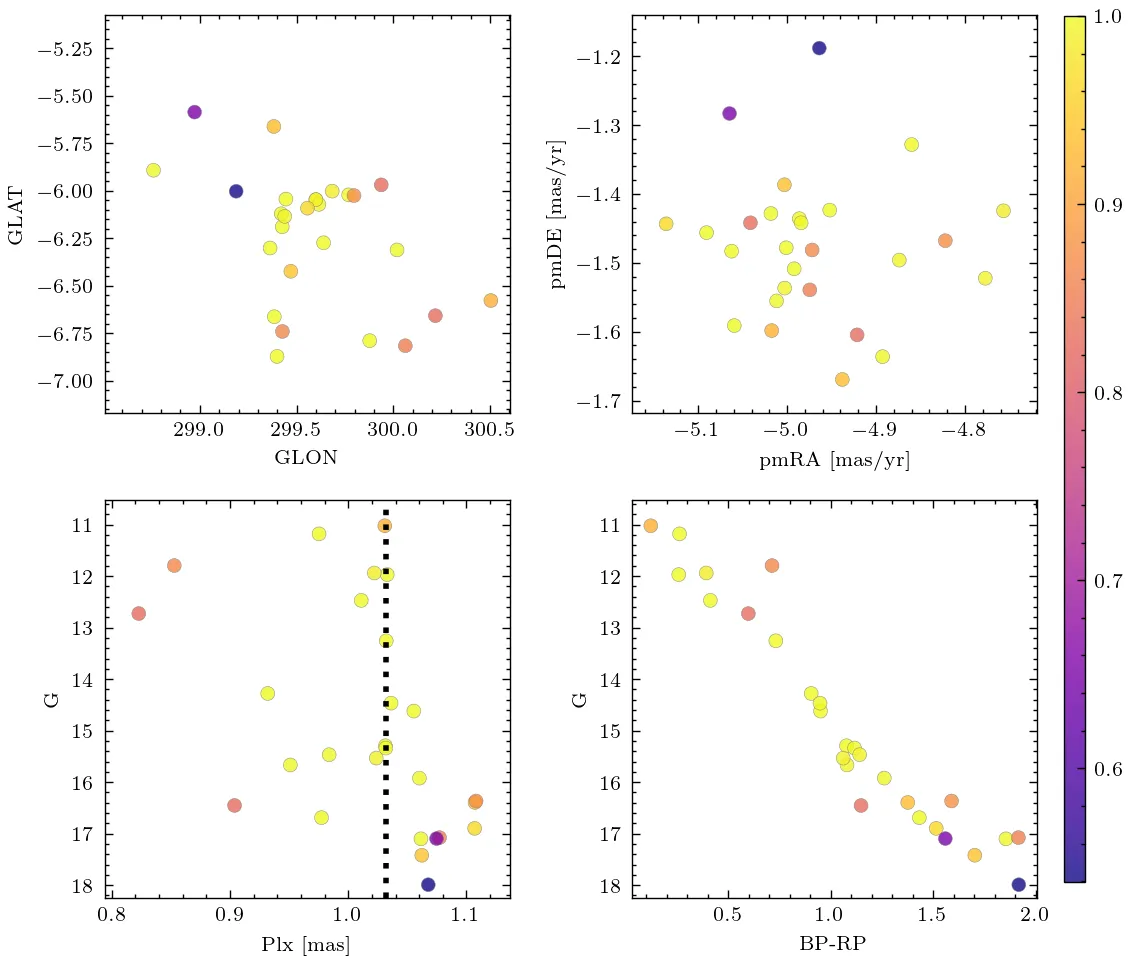 −5.25
−5.50
−5.75
−6.00
−6.25
−6.50
−6.75
−7.00
GLAT
299.0 299.5 300.0 300.5
GLON
−1.2
−1.3
−1.4
−1.5
−1.6
−1.7
pmDE [mas/yr]
−5.1 −5.0 −4.9 −4.8
pmRA [mas/yr]
1.0
0.9
0.8
0.7
0.6
11
12
13
14
15
16
17
18
G
0.8 0.9 1.0 1.1
Plx [mas]
11
12
13
14
15
16
17
18
G
0.5 1.0 1.5 2.0
BP-RP